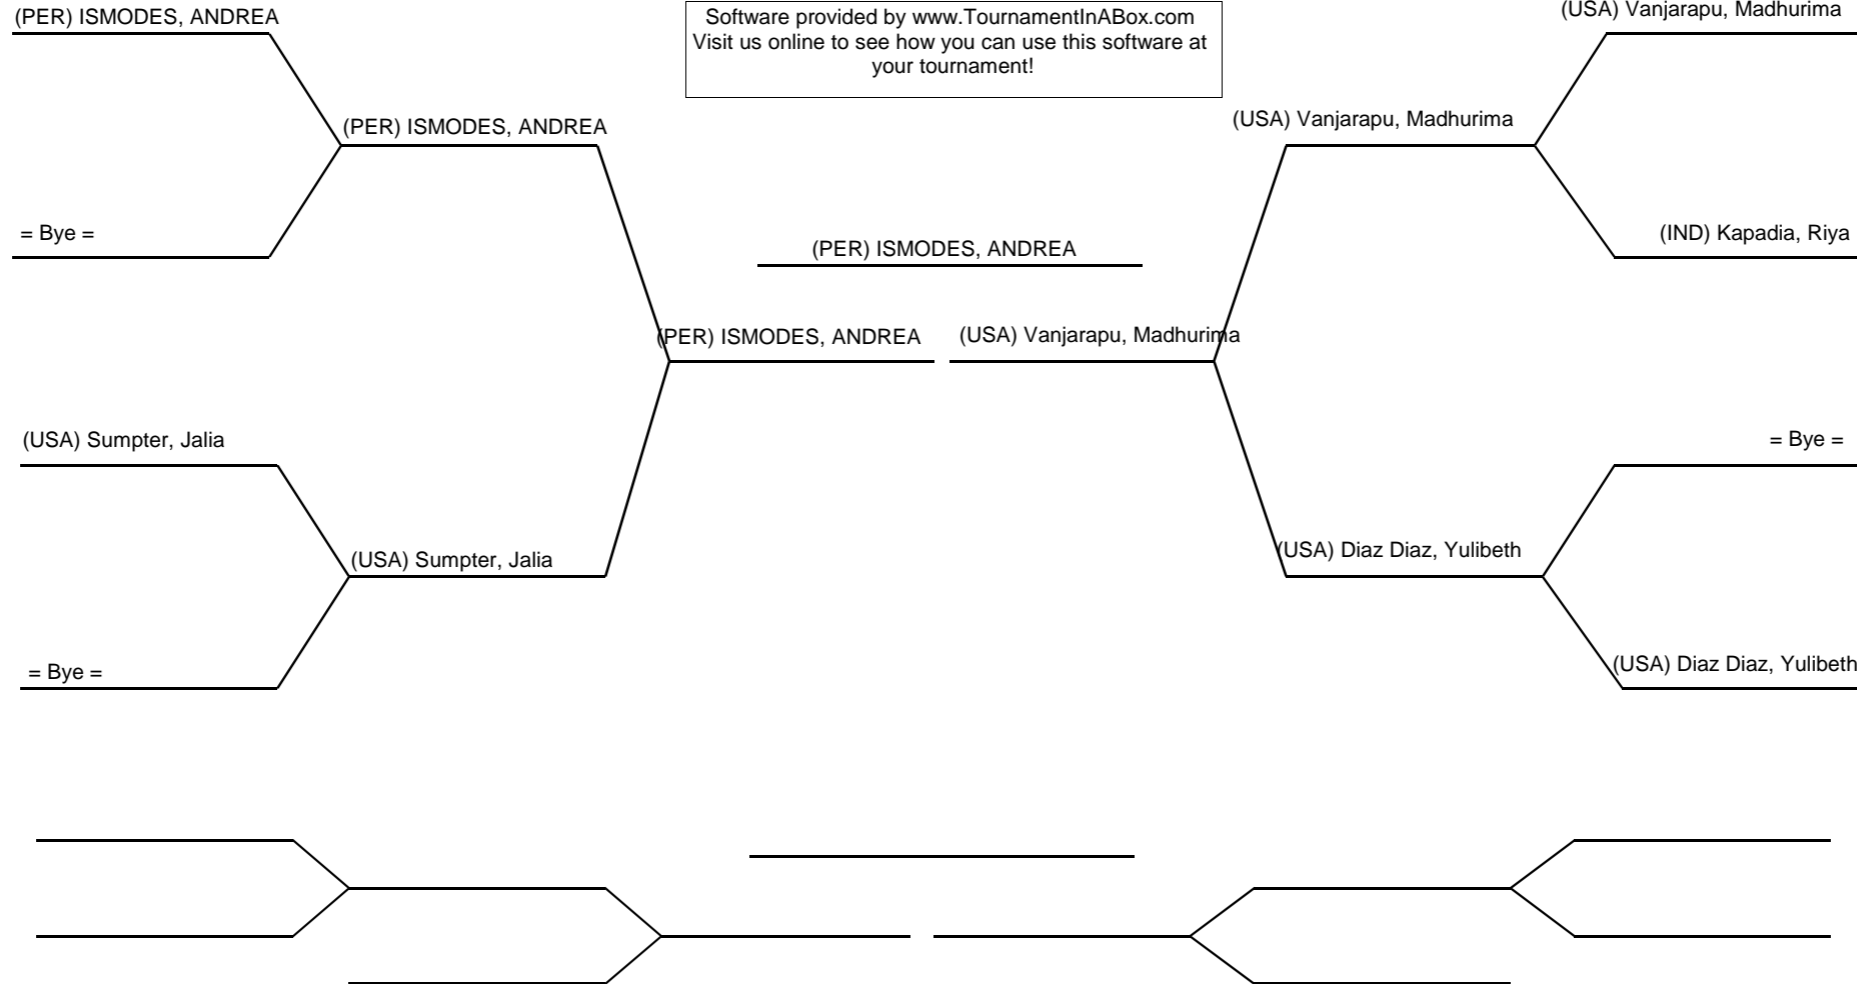 (PER) ISMODES, ANDREA
Software provided by www.TournamentInABox.com
Visit us online to see how you can use this software at
your tournament!
(USA) Vanjarapu, Madhurima
(PER) ISMODES, ANDREA
(USA) Vanjarapu, Madhurima
= Bye =
(PER) ISMODES, ANDREA
(IND) Kapadia, Riya
(PER) ISMODES, ANDREA
(USA) Vanjarapu, Madhurima
(USA) Sumpter, Jalia
= Bye =
(USA) Sumpter, Jalia
(USA) Diaz Diaz, Yulibeth
= Bye =
(USA) Diaz Diaz, Yulibeth